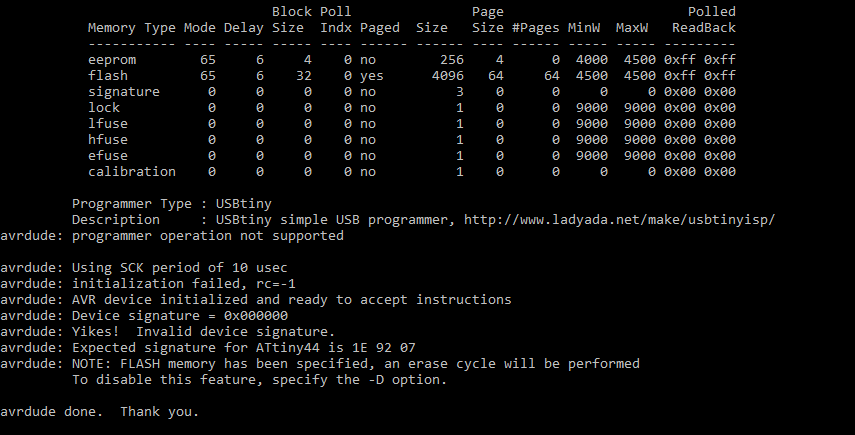 Block Poll Page Polled
Memory Type Mode Delay Size Indx Paged Size Size #Pages MinW MaxW ReadBack
----------- ---- ----- ----- ---- ------ ------ ---- ------ ----- ----- ---------
eeprom 65 6 4 0 no 256 4 0 4000 4500 0xff 0xff
flash 65 6 32 0 yes 4096 64 64 4500 4500 0xff 0xff
signature 0 0 0 0 no 3 0 0 0 0 0x00 0x00
lock 0 0 0 0 no 1 0 0 9000 9000 0x00 0x00
lfuse 0 0 0 0 no 1 0 0 9000 9000 0x00 0x00
hfuse 0 0 0 0 no 1 0 0 9000 9000 0x00 0x00
efuse 0 0 0 0 no 1 0 0 9000 9000 0x00 0x00
calibration 0 0 0 0 no 1 0 0 0 0 0x00 0x00
Programmer Type : USBtiny
Description : USBtiny simple USB programmer, http://www.ladyada.net/make/usbtinyisp/
avrdude: programmer operation not supported
avrdude: Using SCK period of 10 usec
avrdude: initialization failed, rc=-1
avrdude: AVR device initialized and ready to accept instructions
avrdude: Device signature = 0x000000
avrdude: Yikes!  Invalid device signature.
avrdude: Expected signature for ATtiny44 is 1E 92 07
avrdude: NOTE: FLASH memory has been specified, an erase cycle will be performed
To disable this feature, specify the -D option.
avrdude done.  Thank you.